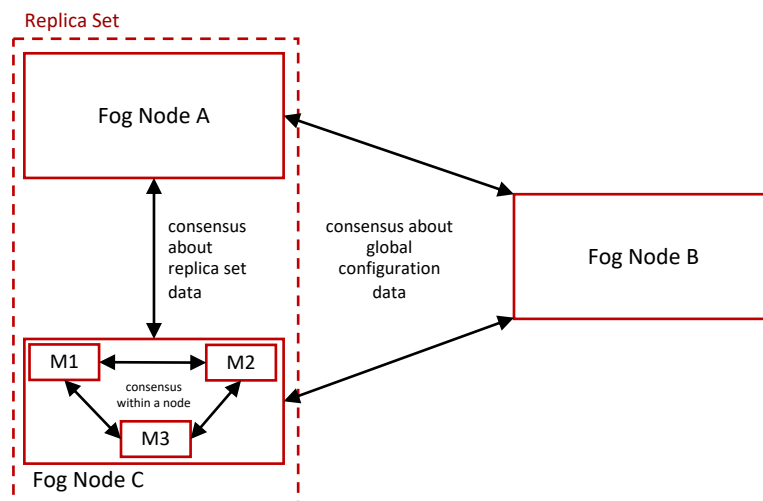 Replica Set
Fog Node A
consensus
about
replica set
data
consensus about
global
configuration
data
Fog Node B
M1
M2
consensus
within a node
M3
Fog Node C